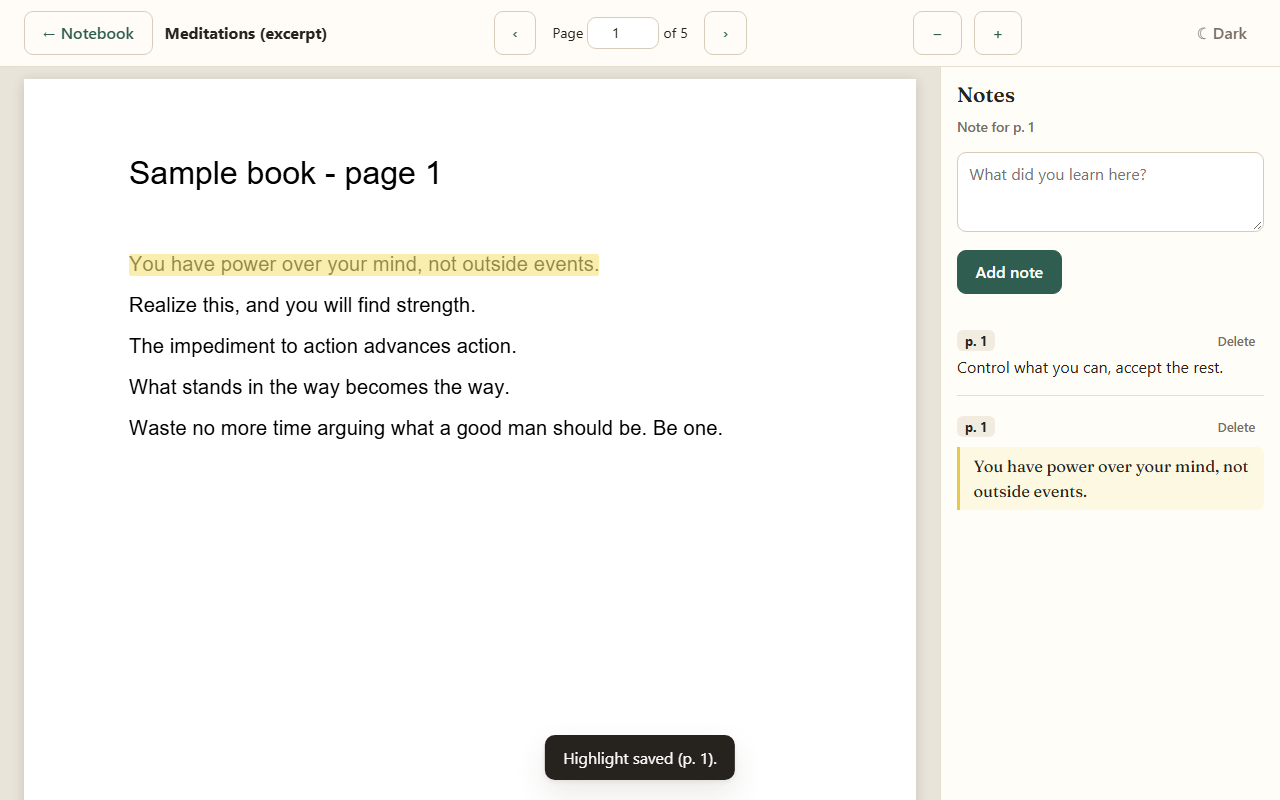 ← Notebook
Meditations (excerpt)
‹
Page 1 of 5
›
−
+
☾ Dark
Sample book - page 1
You have power over your mind, not outside events.
Realize this, and you will find strength.
The impediment to action advances action.
What stands in the way becomes the way.
Waste no more time arguing what a good man should be. Be one.
Highlight saved (p. 1).
Notes
Note for p. 1
What did you learn here?
Add note
p. 1
Delete
Control what you can, accept the rest.
p. 1
Delete
You have power over your mind, not
outside events.